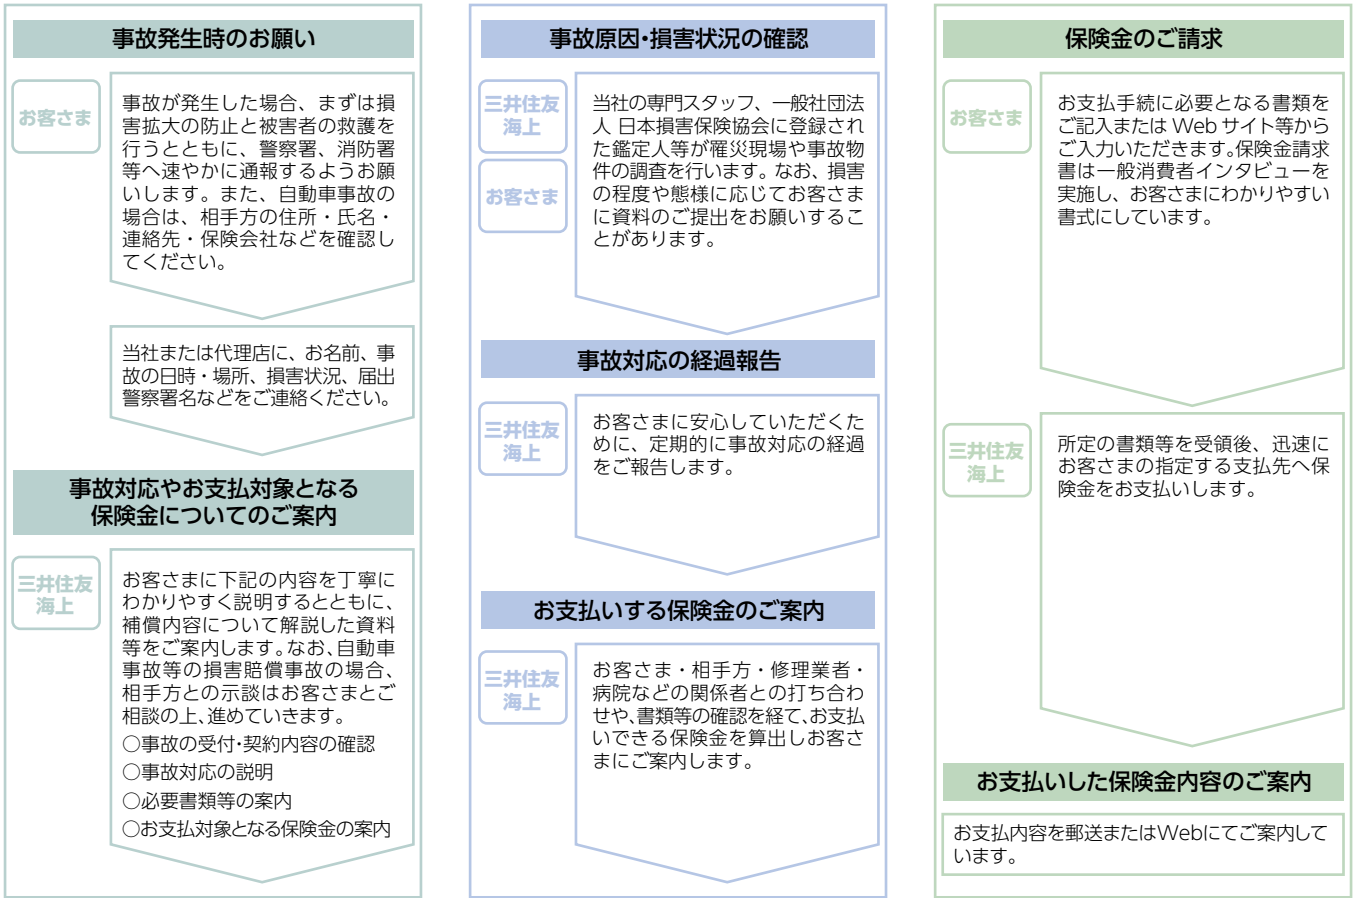 事故発生時のお願い
お客さま
事故が発生した場合、まずは損
害拡大の防止と被害者の救護を
行うとともに、警察署、消防署
等へ速やかに通報するようお願
いします。また、自動車事故の
場合は、相手方の住所・氏名・
連絡先・保険会社などを確認し
てください。
当社または代理店に、お名前、事
故の日時・場所、損害状況、届出
警察署名などをご連絡ください。
事故対応やお支払対象となる
保険金についてのご案内
三井住友
海上
お客さまに下記の内容を丁寧に
わかりやすく説明するとともに、
補償内容について解説した資料
等をご案内します。なお、自動車
事故等の損害賠償事故の場合、
相手方との示談はお客さまとご
相談の上、進めていきます。
○事故の受付・契約内容の確認
○事故対応の説明
○必要書類等の案内
○お支払対象となる保険金の案内
事故原因・損害状況の確認
三井住友
海上
お客さま
当社の専門スタッフ、一般社団法
人 日本損害保険協会に登録され
た鑑定人等が罹災現場や事故物
件の調査を行います。なお、損害
の程度や態様に応じてお客さま
に資料のご提出をお願いするこ
とがあります。
事故対応の経過報告
三井住友
海上
お客さまに安心していただくた
めに、定期的に事故対応の経過
をご報告します。
お支払いする保険金のご案内
三井住友
海上
お客さま・相手方・修理業者・
病院などの関係者との打ち合わ
せや、書類等の確認を経て、お支払
いできる保険金を算出しお客さ
まにご案内します。
保険金のご請求
お客さま
お支払手続に必要となる書類を
ご記入または Web サイト等から
ご入力いただきます。保険金請求
書は一般消費者インタビューを
実施し、お客さまにわかりやすい
書式にしています。
三井住友
海上
所定の書類等を受領後、迅速に
お客さまの指定する支払先へ保
険金をお支払いします。
お支払いした保険金内容のご案内
お支払内容を郵送またはWebにてご案内して
います。